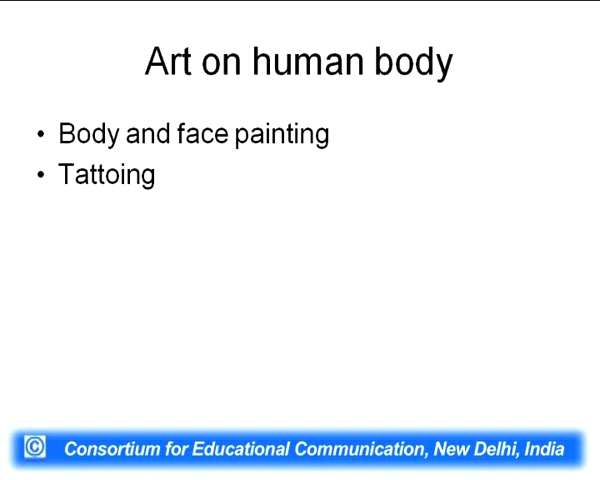 Art on human body
• Body and face painting
• Tattoing
© Consortium for Educational Communication, New Delhi, India